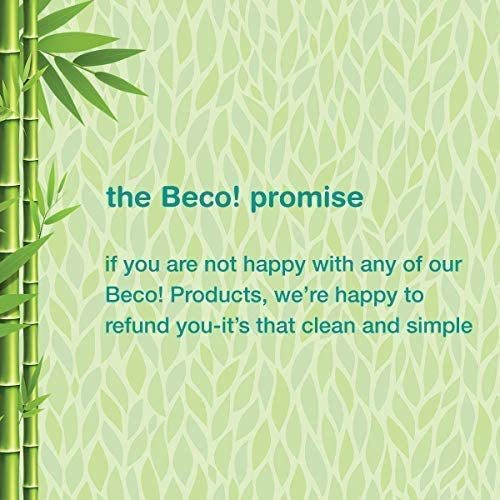 the Beco! promise
if you are not happy with any of our
Beco! Products, we're happy to
refund you-it's that clean and simple